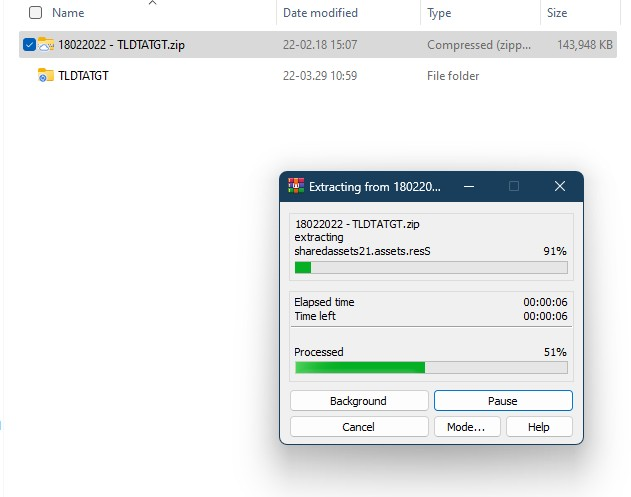 Name Date modified Type Size
18022022 - TLDTATGT.zip 22-02.18 15:07 Compressed (zipp... 143,948 KB
TLDTATGT 22-03.29 10:59 File folder
Extracting from 180220...
18022022 - TLDTATGT.zip
extracting
sharedassets21.assets.resS 91%
Elapsed time 00:00:06
Time left 00:00:06
Processed 51%
Background Pause
Cancel Mode... Help